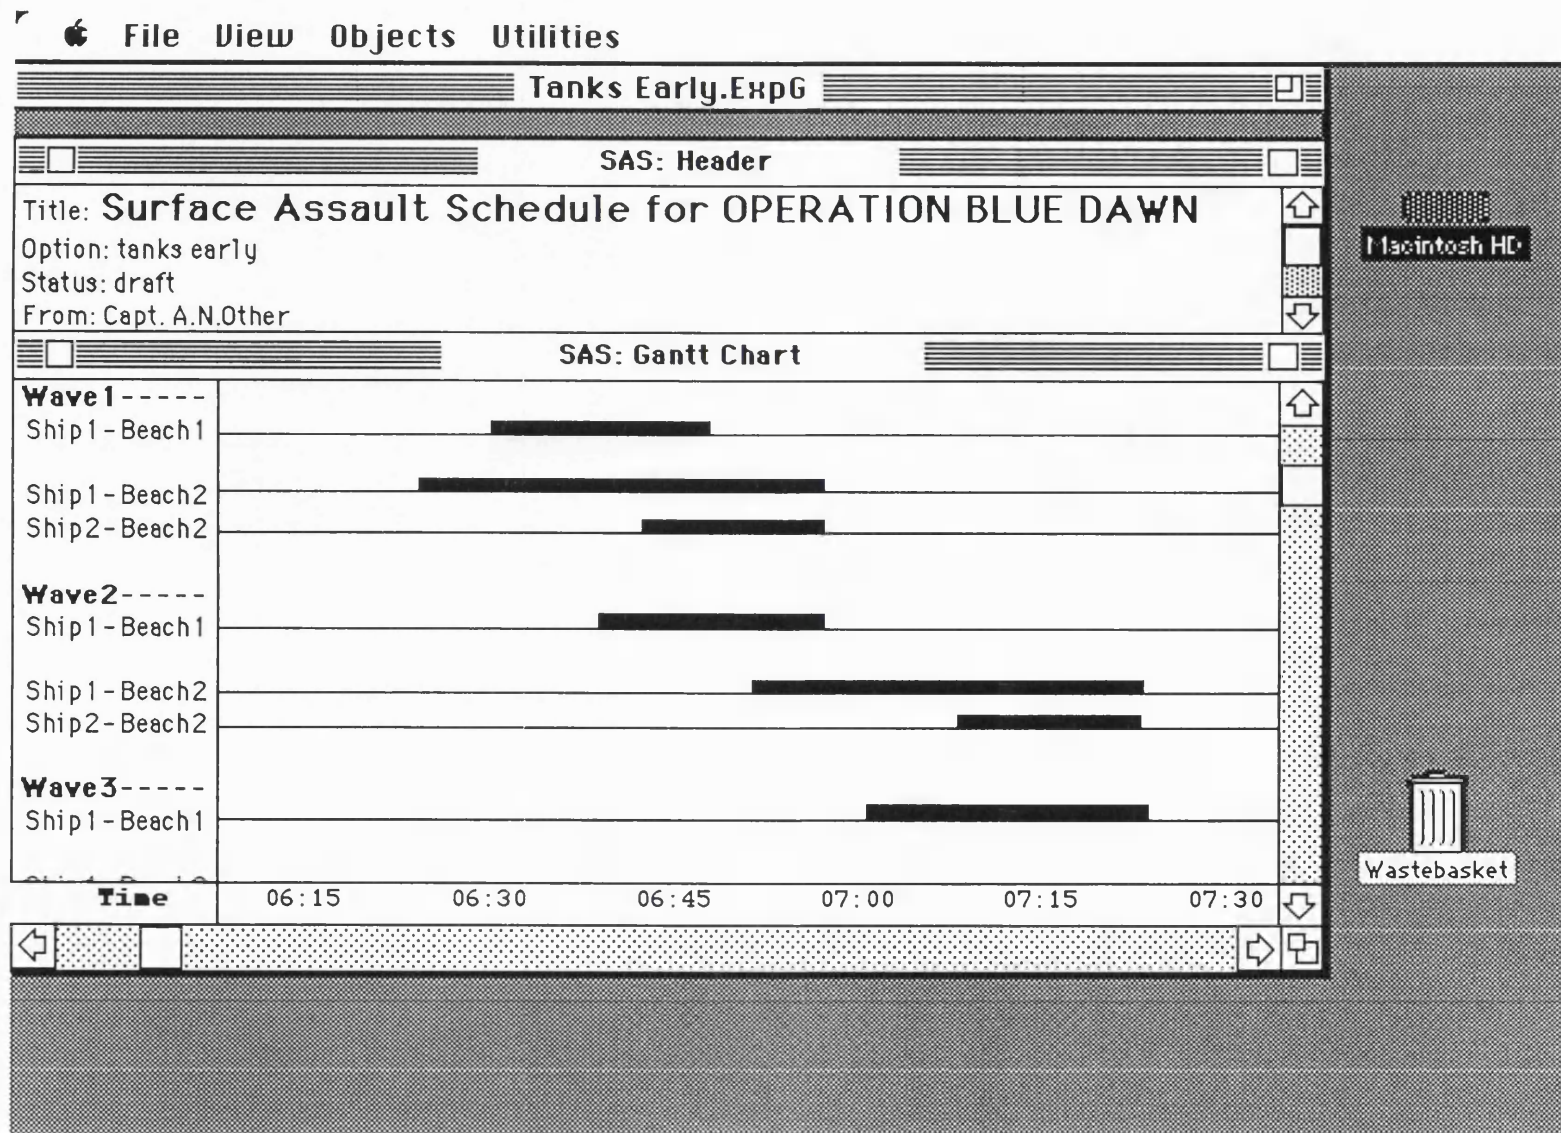 File View Objects Utilities
Tanks Early.ExpG
SAS: Header
Title: Surface Assault Schedule for OPERATION BLUE DAWN
Option: tanks early
Status: draft
From: Capt. A.N.Other
Macintosh HD
SAS: Gantt Chart
Wave1-----
Ship1-Beach1
Ship1-Beach2
Ship2-Beach2
Wave2-----
Ship1-Beach1
Ship1-Beach2
Ship2-Beach2
Wave3-----
Ship1-Beach1
Wastebasket
Time 06:15 06:30 06:45 07:00 07:15 07:30